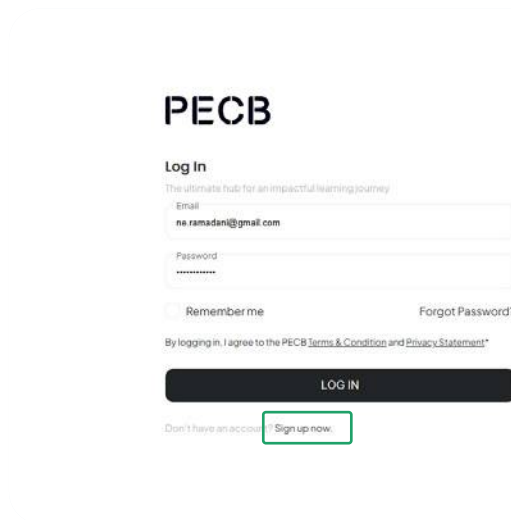 PECB
Log In
The ultimate hub for an impactful learning journey
Email
ne.ramadani@gmail.com
Password
••••••••••••
Remember me Forgot Password?
By logging in, I agree to the PECB Terms & Condition and Privacy Statement*
LOG IN
Don't have an account? Sign up now.